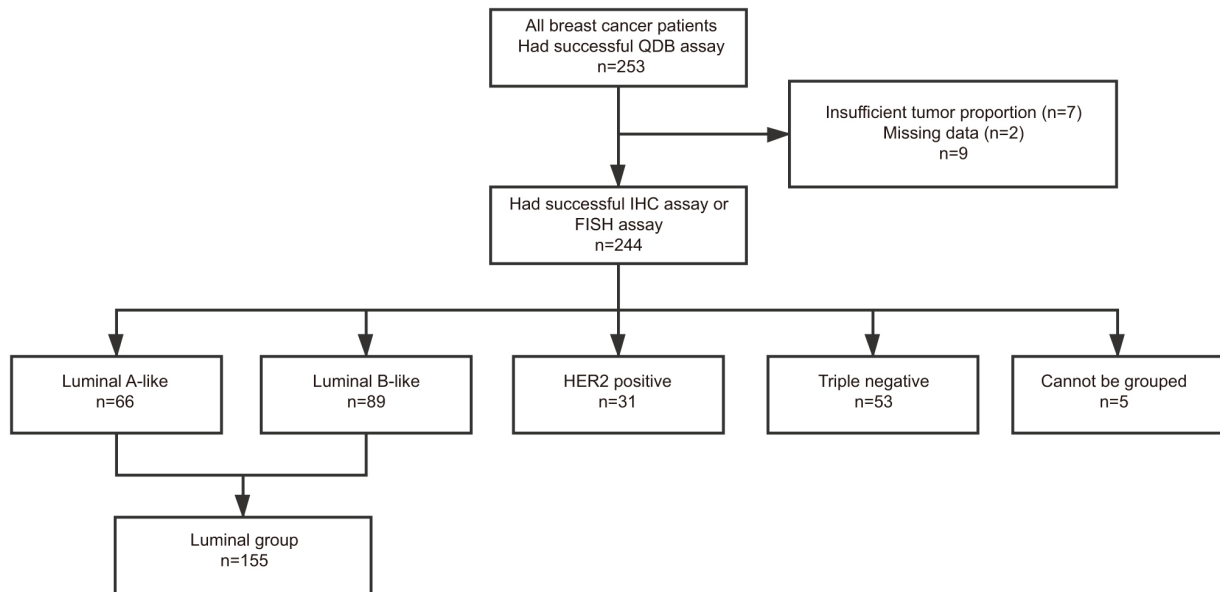 All breast cancer patients
Had successful QDB assay
n=253
Insufficient tumor proportion (n=7)
Missing data (n=2)
n=9
Had successful IHC assay or
FISH assay
n=244
Luminal A-like
n=66
Luminal B-like
n=89
HER2 positive
n=31
Triple negative
n=53
Cannot be grouped
n=5
Luminal group
n=155